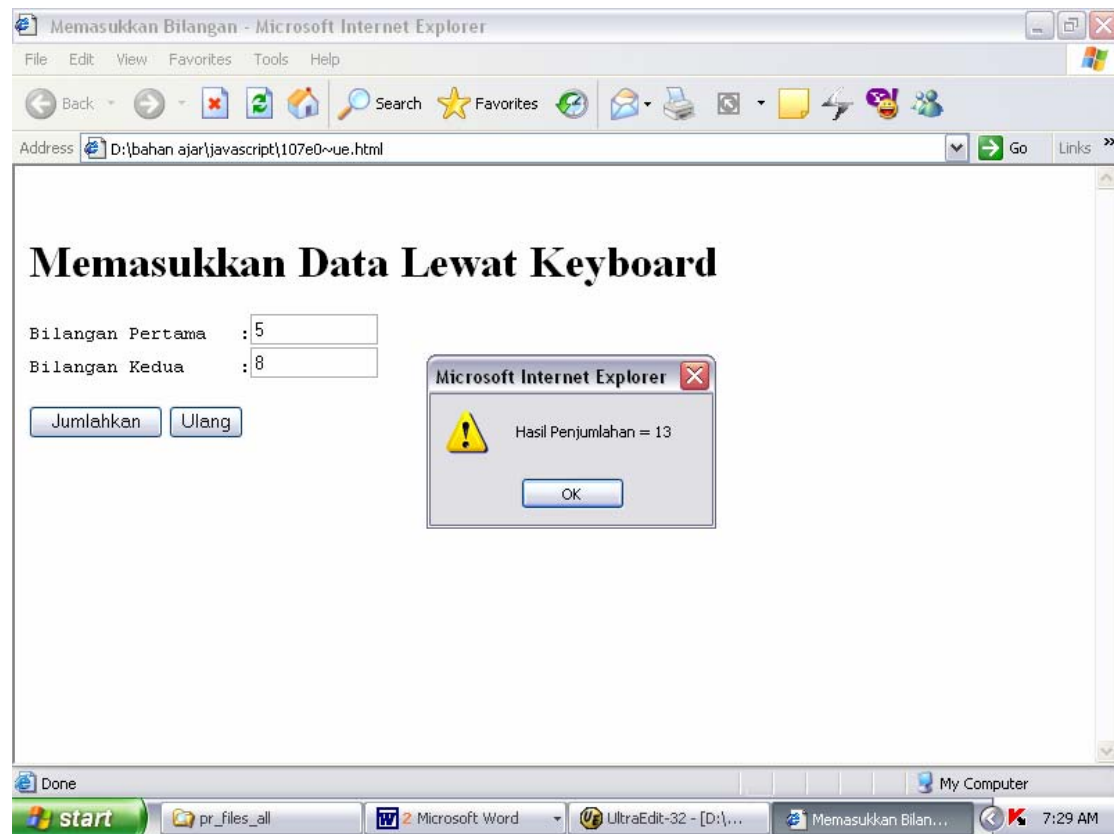 Memasukkan Bilangan - Microsoft Internet Explorer
File Edit View Favorites Tools Help
Back Search Favorites
Address D:\bahan ajar\javascript\107e0~ue.html Go Links »
Memasukkan Data Lewat Keyboard
Bilangan Pertama :5
Bilangan Kedua :8
Jumlahkan Ulang
Microsoft Internet Explorer
Hasil Penjumlahan = 13
OK
Done My Computer
start pr_files_all 2 Microsoft Word UltraEdit-32 - [D:\... Memasukkan Bilan... 7:29 AM